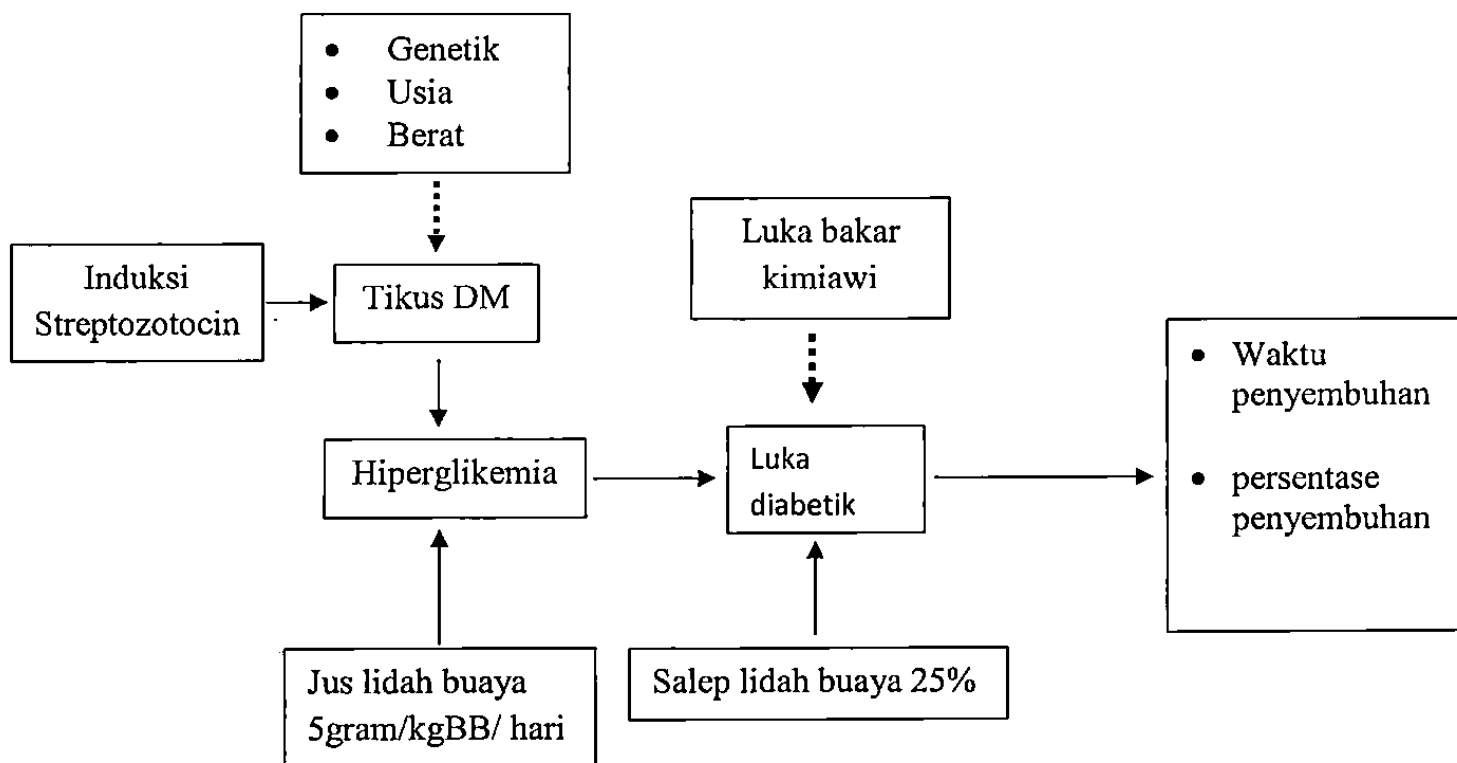 • Genetik
• Usia
• Berat
Induksi
Streptozotocin
Tikus DM
Luka bakar
kimiawi
Hiperglikemia
Luka
diabetik
• Waktu
penyembuhan
• persentase
penyembuhan
Jus lidah buaya
5gram/kgBB/ hari
Salep lidah buaya 25%